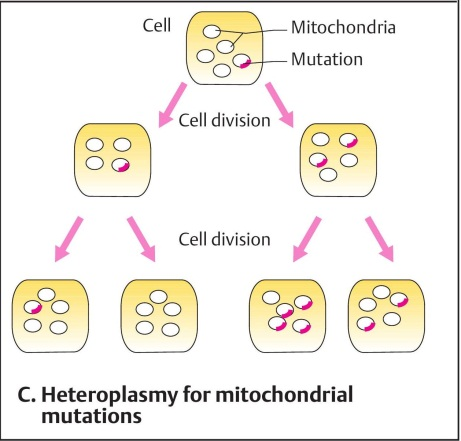 Cell
Mitochondria
Mutation
Cell division
Cell division
C. Heteroplasmy for mitochondrial
mutations